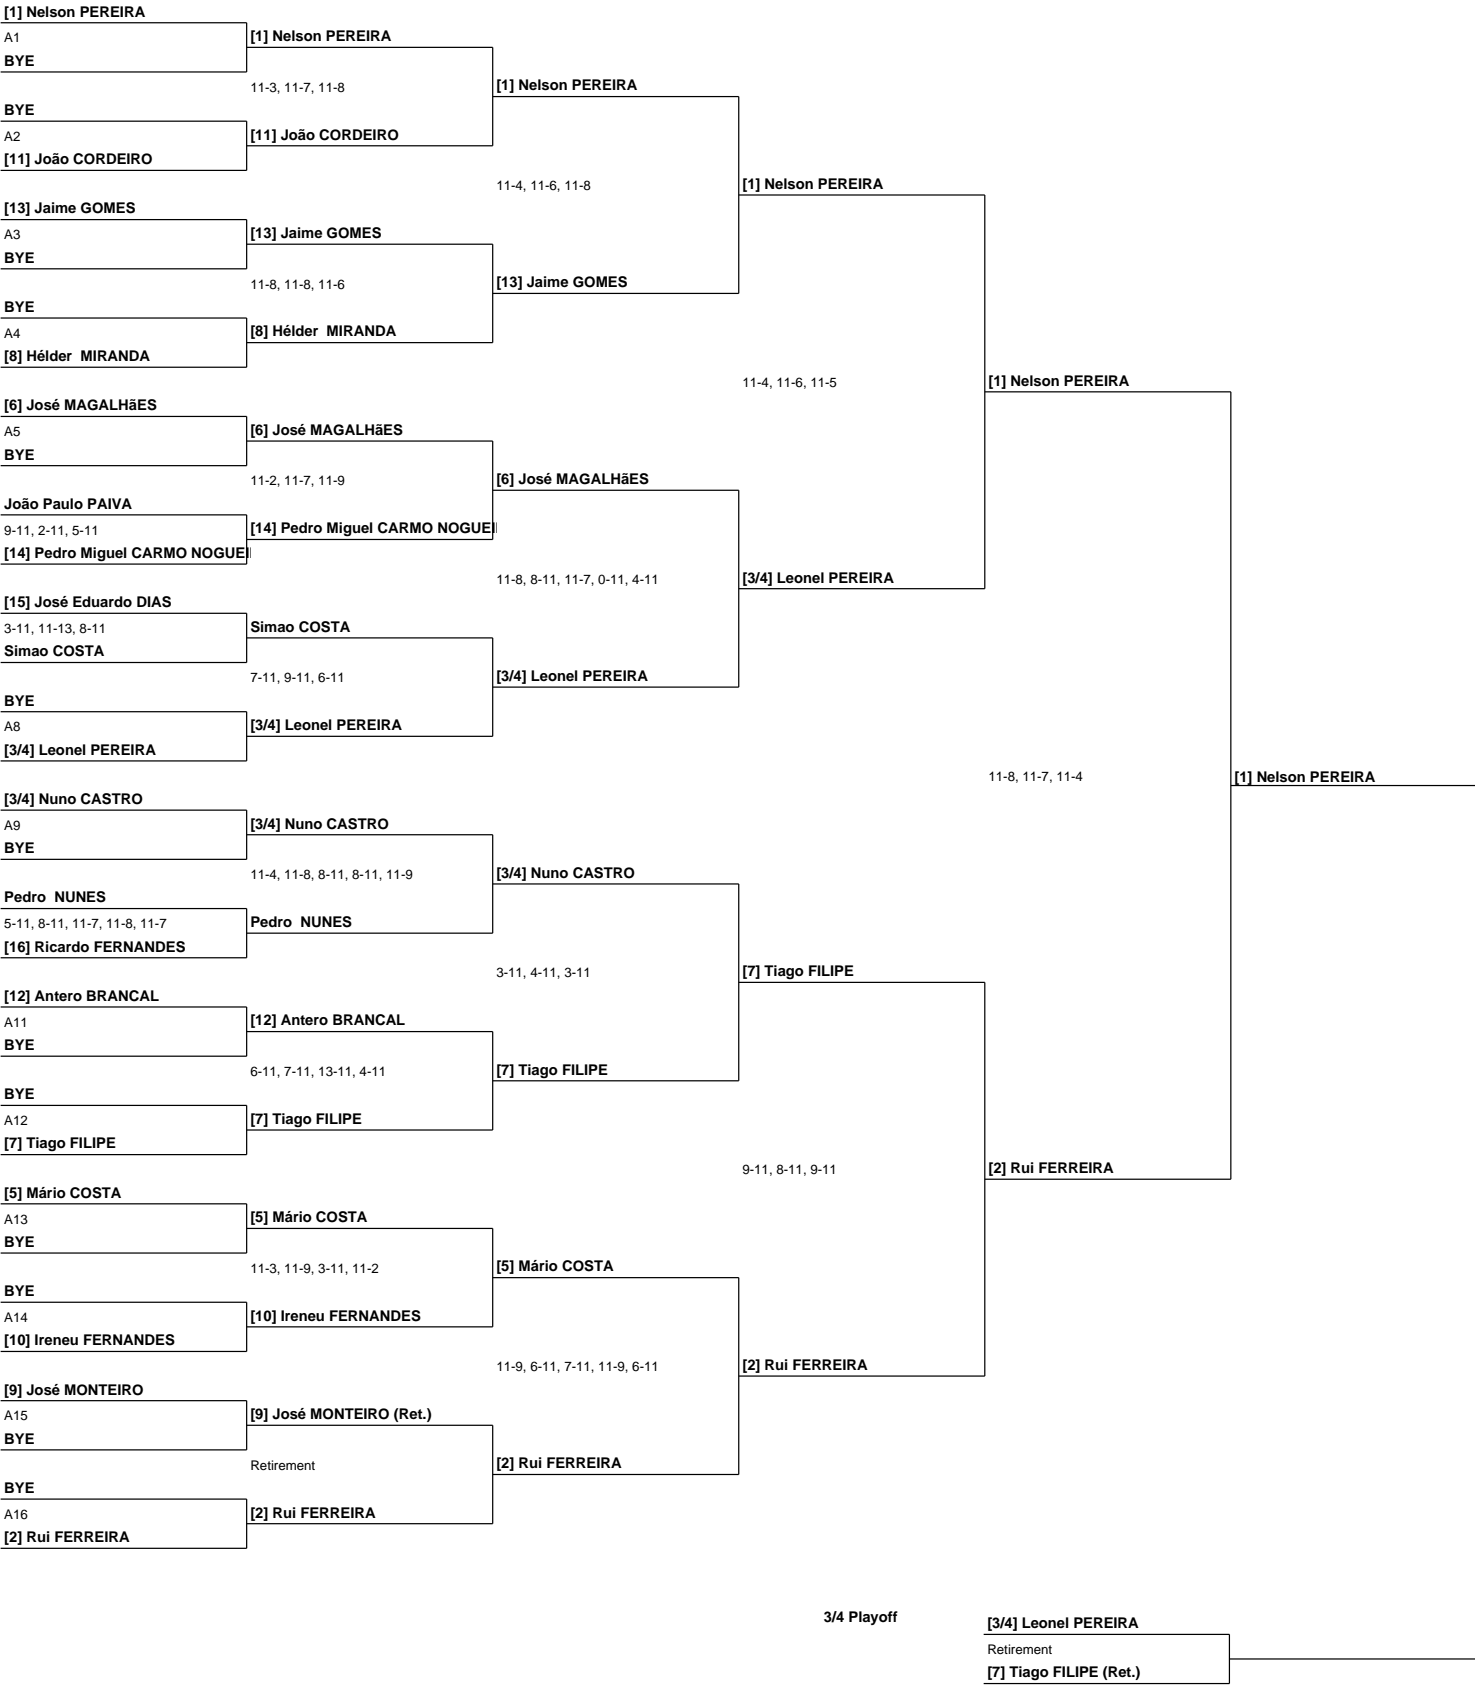 [1] Nelson PEREIRA
A1
BYE
BYE
A2
[11] João CORDEIRO
[13] Jaime GOMES
A3
BYE
BYE
A4
[8] Hélder  MIRANDA
[6] José MAGALHãES
A5
BYE
João Paulo PAIVA
9-11, 2-11, 5-11
[14] Pedro Miguel CARMO NOGUEI
[15] José Eduardo DIAS
3-11, 11-13, 8-11
Simao COSTA
BYE
A8
[3/4] Leonel PEREIRA
[3/4] Nuno CASTRO
A9
BYE
Pedro  NUNES
5-11, 8-11, 11-7, 11-8, 11-7
[16] Ricardo FERNANDES
[12] Antero BRANCAL
A11
BYE
BYE
A12
[7] Tiago FILIPE
[5] Mário COSTA
A13
BYE
BYE
A14
[10] Ireneu FERNANDES
[9] José MONTEIRO
A15
BYE
BYE
A16
[2] Rui FERREIRA
[1] Nelson PEREIRA
11-3, 11-7, 11-8
[11] João CORDEIRO
[13] Jaime GOMES
11-8, 11-8, 11-6
[8] Hélder  MIRANDA
[6] José MAGALHãES
11-2, 11-7, 11-9
[14] Pedro Miguel CARMO NOGUEI
Simao COSTA
7-11, 9-11, 6-11
[3/4] Leonel PEREIRA
[3/4] Nuno CASTRO
11-4, 11-8, 8-11, 8-11, 11-9
Pedro  NUNES
[12] Antero BRANCAL
6-11, 7-11, 13-11, 4-11
[7] Tiago FILIPE
[5] Mário COSTA
11-3, 11-9, 3-11, 11-2
[10] Ireneu FERNANDES
[9] José MONTEIRO (Ret.)
Retirement
[2] Rui FERREIRA
[1] Nelson PEREIRA
11-4, 11-6, 11-8
[13] Jaime GOMES
[6] José MAGALHãES
11-8, 8-11, 11-7, 0-11, 4-11
[3/4] Leonel PEREIRA
[3/4] Nuno CASTRO
3-11, 4-11, 3-11
[7] Tiago FILIPE
[5] Mário COSTA
11-9, 6-11, 7-11, 11-9, 6-11
[2] Rui FERREIRA
[1] Nelson PEREIRA
11-4, 11-6, 11-5
[3/4] Leonel PEREIRA
[7] Tiago FILIPE
9-11, 8-11, 9-11
[2] Rui FERREIRA
[1] Nelson PEREIRA
11-8, 11-7, 11-4
[2] Rui FERREIRA
[1] Nelson PEREIRA
3/4 Playoff
[3/4] Leonel PEREIRA
Retirement
[7] Tiago FILIPE (Ret.)